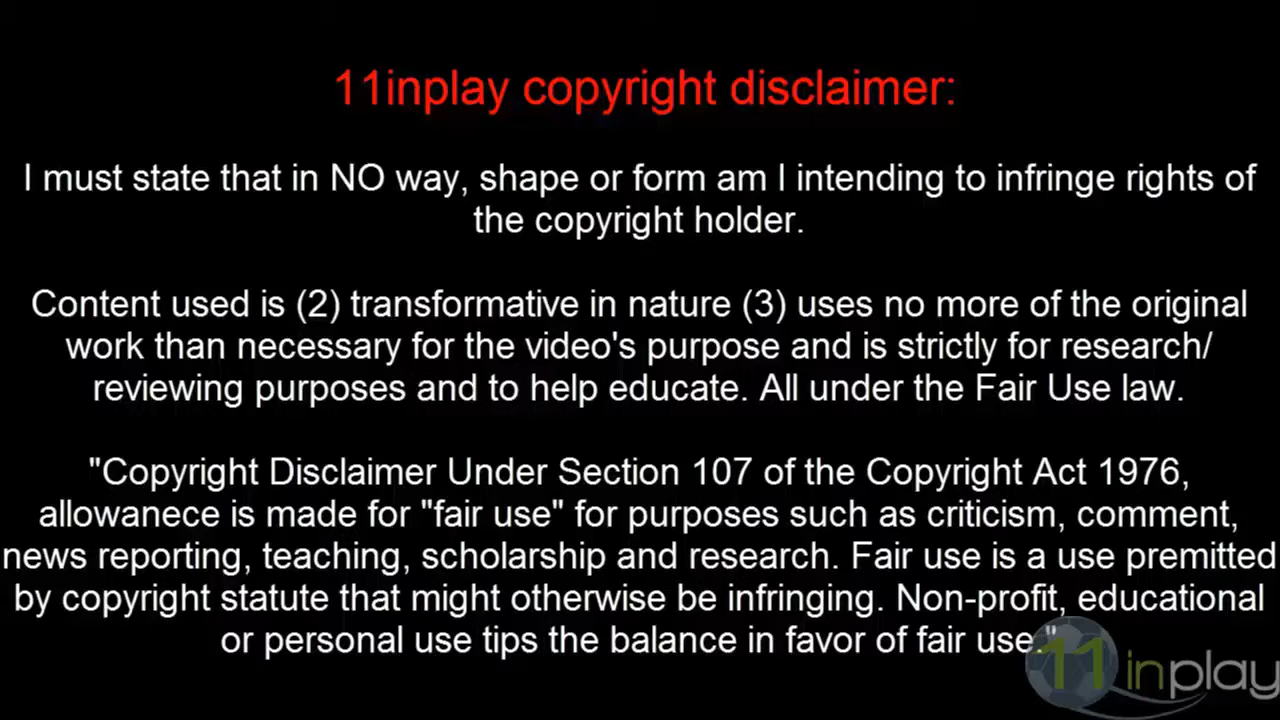 11inplay copyright disclaimer:
I must state that in NO way, shape or form am I intending to infringe rights of
the copyright holder.
Content used is (2) transformative in nature (3) uses no more of the original
work than necessary for the video's purpose and is strictly for research/
reviewing purposes and to help educate. All under the Fair Use law.
"Copyright Disclaimer Under Section 107 of the Copyright Act 1976,
allowanece is made for "fair use" for purposes such as criticism, comment,
news reporting, teaching, scholarship and research. Fair use is a use premitted
by copyright statute that might otherwise be infringing. Non-profit, educational
or personal use tips the balance in favor of fair use."
11inplay